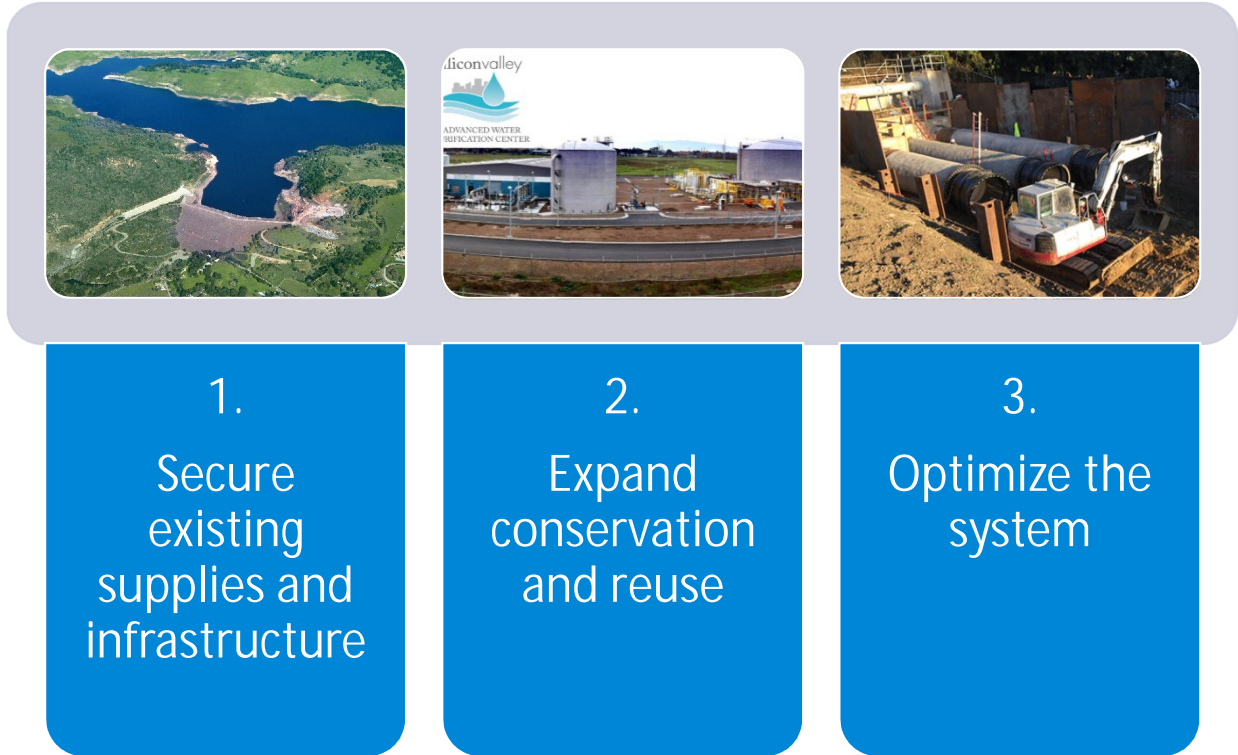 iliconvalley
ADVANCED WATER
RIFICATION CENTER
1.
Secure
existing
supplies and
infrastructure
2.
Expand
conservation
and reuse
3.
Optimize the
system